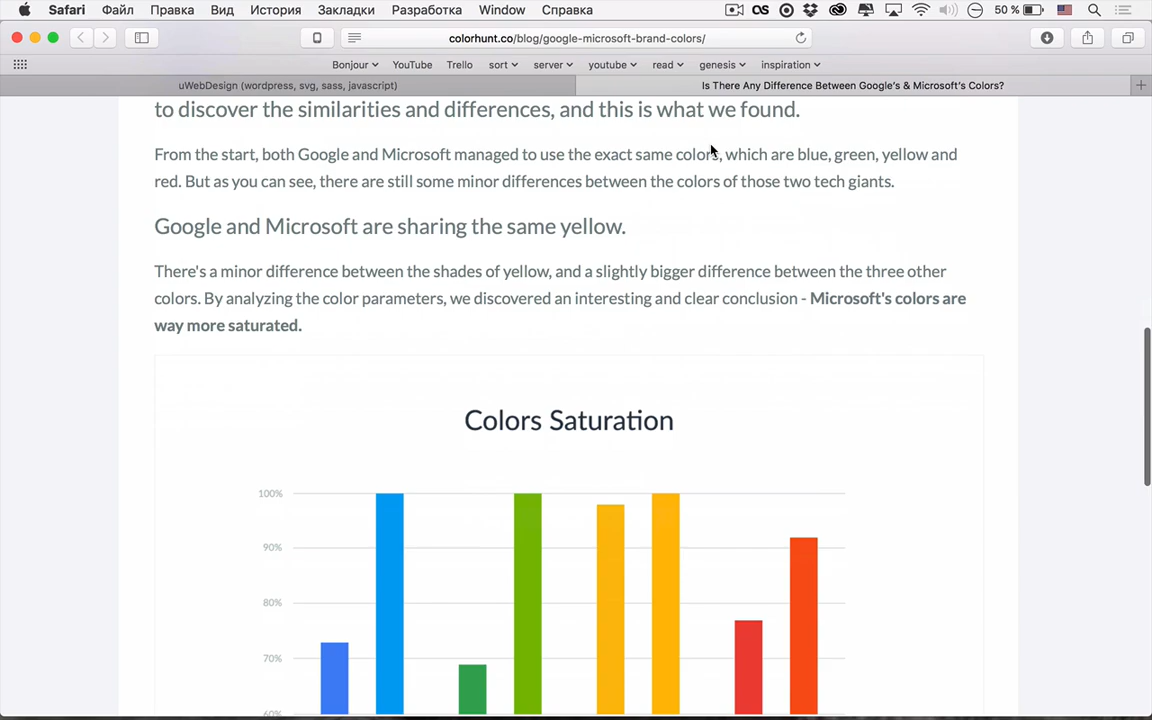 Safari Файл Правка Вид История Закладки Разработка Window Справка 50 %
colorhunt.co/blog/google-microsoft-brand-colors/
Bonjour YouTube Trello sort server youtube read genesis inspiration
uWebDesign (wordpress, svg, sass, javascript) Is There Any Difference Between Google's & Microsoft's Colors?
to discover the similarities and differences, and this is what we found.
From the start, both Google and Microsoft managed to use the exact same colors, which are blue, green, yellow and
red. But as you can see, there are still some minor differences between the colors of those two tech giants.
Google and Microsoft are sharing the same yellow.
There's a minor difference between the shades of yellow, and a slightly bigger difference between the three other
colors. By analyzing the color parameters, we discovered an interesting and clear conclusion - Microsoft's colors are
way more saturated.
Colors Saturation
100%
90%
80%
70%
60%